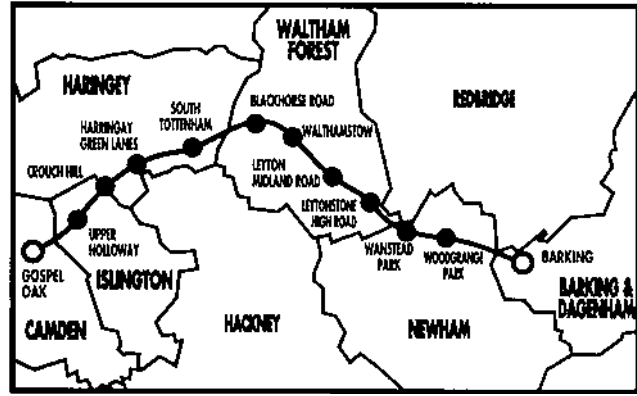 WALTHAM
FOREST
HARINGEY
REDBRIDGE
SOUTH
TOTTENHAM
BLACKHORSE ROAD
HARRINGAY
GREEN LANES
WALTHAMSTOW
CROUCH HILL
LEYTON
MIDLAND ROAD
LEYTONSTONE
HIGH ROAD
UPPER
HOLLOWAY
WANSTEAD
PARK
WOODGRANGE
PARK
BARKING
GOSPEL
OAK
ISLINGTON
BARKING &
DAGENHAM
CAMDEN
HACKNEY
NEWHAM